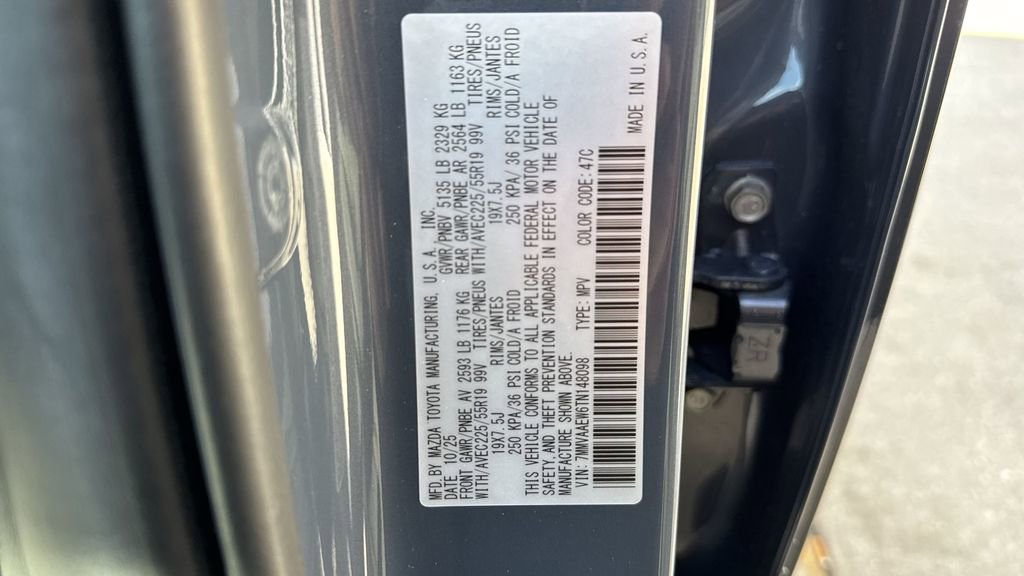 MFD.BY MAZDA TOYOTA MANUFACTURING, U.S.A., INC.
DATE 10/25 GVWR/PNBV 5135 LB 2329 KG
FRONT GAWR/PNBE AV 2593 LB 1176 KG REAR GAWR/PNBE AR 2564 LB 1163 KG
WITH/AVEC225/55R19 99V TIRES/PNEUS WITH/AVEC225/55R19 99V TIRES/PNEUS
19X7.5J RIMS/JANTES 19X7.5J RIMS/JANTES
250 KPA/36 PSI COLD/A FROID 250 KPA/ 36 PSI COLD/A FROID
THIS VEHICLE CONFORMS TO ALL APPLICABLE FEDERAL MOTOR VEHICLE
SAFETY AND THEFT PREVENTION STANDARDS IN EFFECT ON THE DATE OF
MANUFACTURE SHOWN ABOVE.
VIN: 7MMVAAEW6TN148098 TYPE: MPV COLOR CODE: 47C
MADE IN U.S.A.
ZR